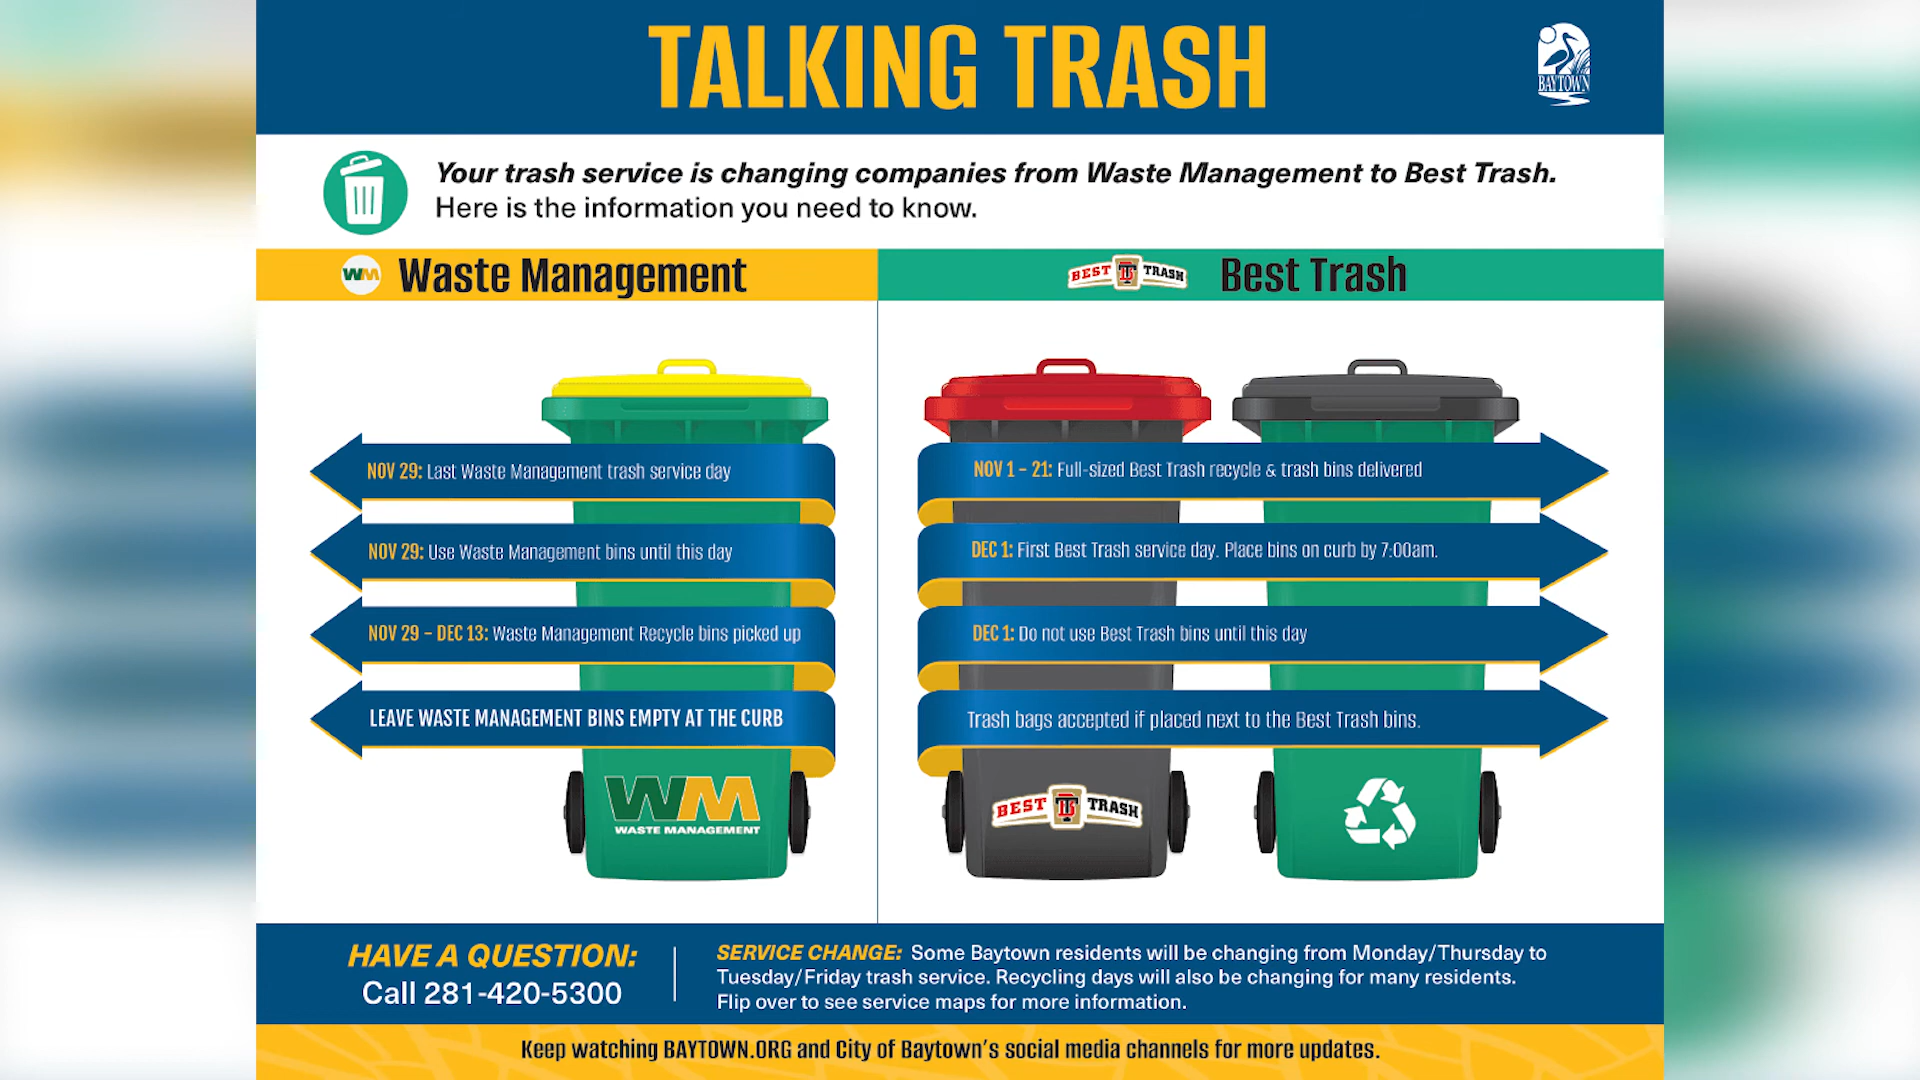 TALKING TRASH
BAYTOWN
Your trash service is changing companies from Waste Management to Best Trash.
Here is the information you need to know.
WM Waste Management
BEST TB TRASH Best Trash
NOV 29: Last Waste Management trash service day
NOV 29: Use Waste Management bins until this day
NOV 29 – DEC 13: Waste Management Recycle bins picked up
LEAVE WASTE MANAGEMENT BINS EMPTY AT THE CURB
WM
WASTE MANAGEMENT
NOV 1 – 21: Full-sized Best Trash recycle & trash bins delivered
DEC 1: First Best Trash service day. Place bins on curb by 7:00am.
DEC 1: Do not use Best Trash bins until this day
Trash bags accepted if placed next to the Best Trash bins.
BEST TB TRASH
HAVE A QUESTION:
Call 281-420-5300
SERVICE CHANGE: Some Baytown residents will be changing from Monday/Thursday to
Tuesday/Friday trash service. Recycling days will also be changing for many residents.
Flip over to see service maps for more information.
Keep watching BAYTOWN.ORG and City of Baytown's social media channels for more updates.